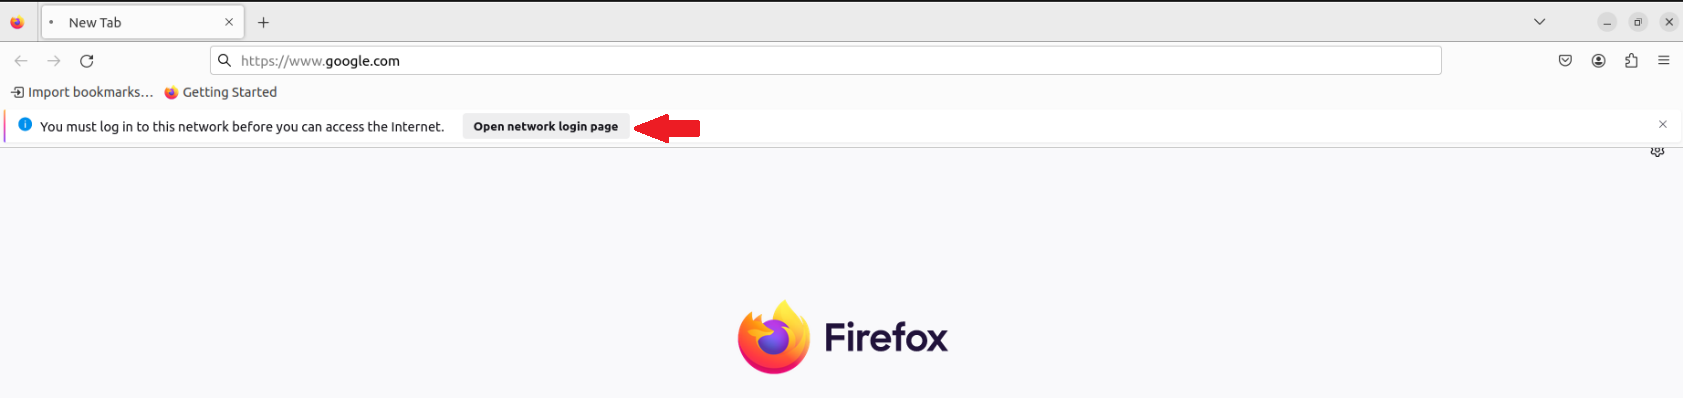 New Tab
https://www.google.com
Import bookmarks... Getting Started
You must log in to this network before you can access the Internet. Open network login page
Firefox